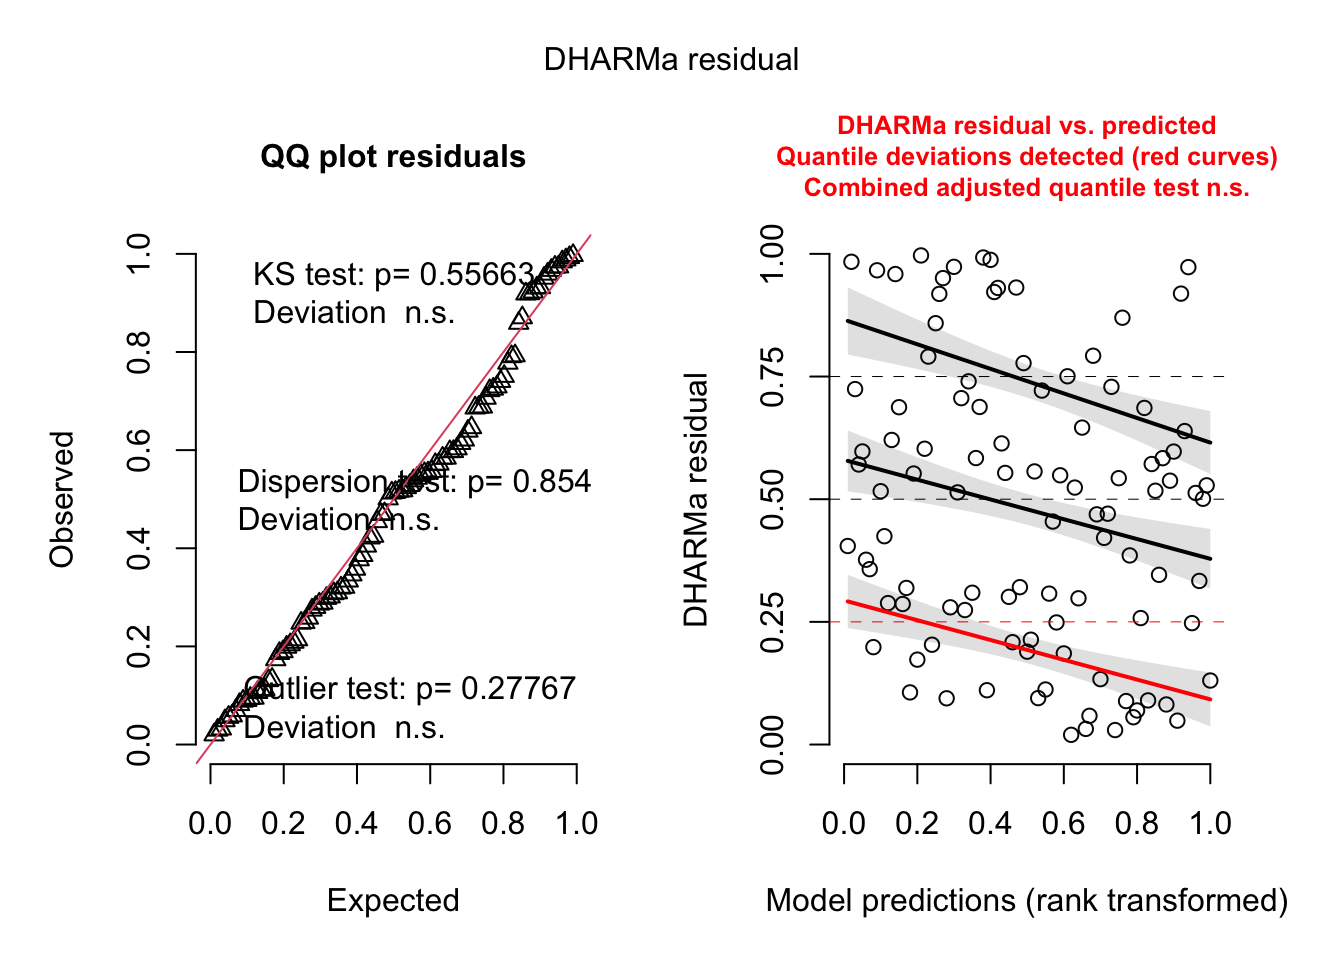 DHARMa residual
QQ plot residuals
KS test: p= 0.55663
Deviation  n.s.
Dispersion test: p= 0.854
Deviation  n.s.
Outlier test: p= 0.27767
Deviation  n.s.
Observed
0.0 0.2 0.4 0.6 0.8 1.0
0.0 0.2 0.4 0.6 0.8 1.0
Expected
DHARMa residual vs. predicted
Quantile deviations detected (red curves)
Combined adjusted quantile test n.s.
DHARMa residual
0.00 0.25 0.50 0.75 1.00
0.0 0.2 0.4 0.6 0.8 1.0
Model predictions (rank transformed)